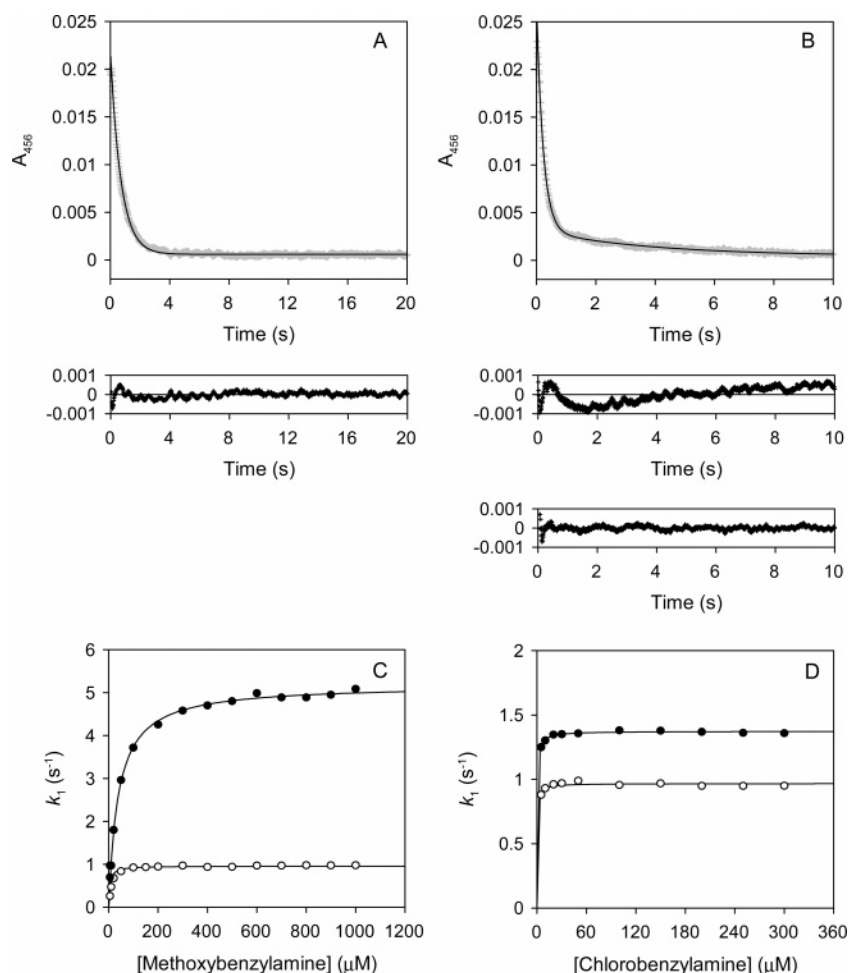 A
0.025
0.02
0.015
0.01
0.005
0
A456
0 4 8 12 16 20
Time (s)
B
0.025
0.02
0.015
0.01
0.005
0
A456
0 2 4 6 8 10
Time (s)
0.001
0
-0.001
0 4 8 12 16 20
Time (s)
0.001
0
-0.001
0 2 4 6 8 10
Time (s)
0.001
0
-0.001
0 2 4 6 8 10
Time (s)
C
6
5
4
3
2
1
0
k1 (s-1)
0 200 400 600 800 1000 1200
[Methoxybenzylamine] (μM)
D
2
1.5
1
0.5
0
k1 (s-1)
0 60 120 180 240 300 360
[Chlorobenzylamine] (μM)